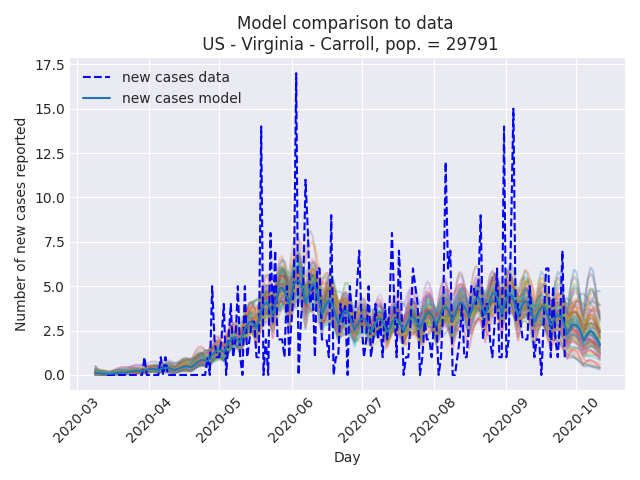 Model comparison to data
US - Virginia - Carroll, pop. = 29791
new cases data
new cases model
Number of new cases reported
17.5
15.0
12.5
10.0
7.5
5.0
2.5
0.0
2020-03
2020-04
2020-05
2020-06
2020-07
2020-08
2020-09
2020-10
Day